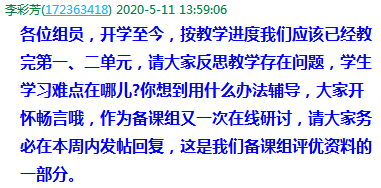 李彩芳(172363418) 2020-5-11 13:59:06
各位组员，开学至今，按教学进度我们应该已经教
完第一、二单元，请大家反思教学存在问题，学生
学习难点在哪儿?你想到用什么办法辅导，大家开
怀畅言哦，作为备课组又一次在线研讨，请大家务
必在本周内发帖回复，这是我们备课组评优资料的
一部分。